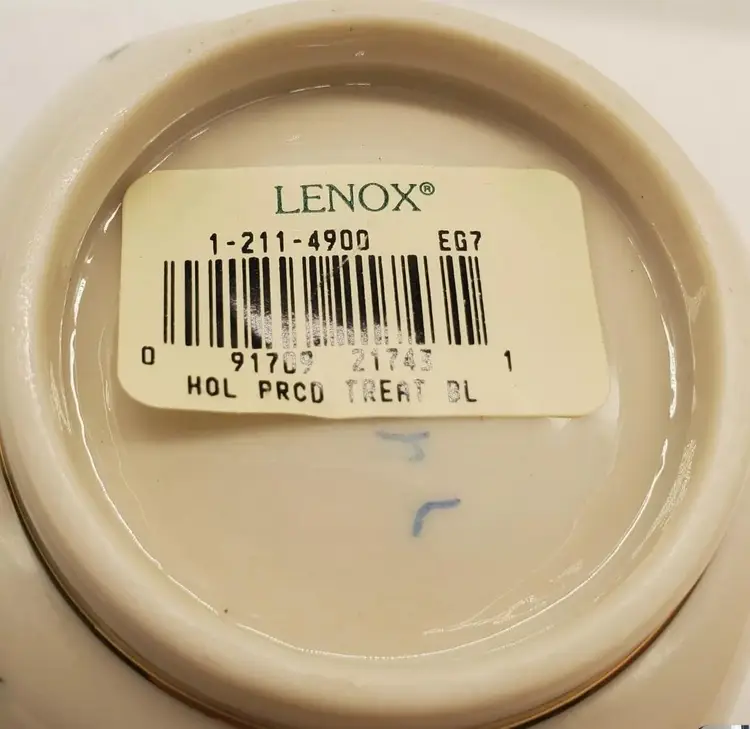 LENOX®
1-211-4900 EG7
0 91709 21743 1
HOL PRCD TREAT BL